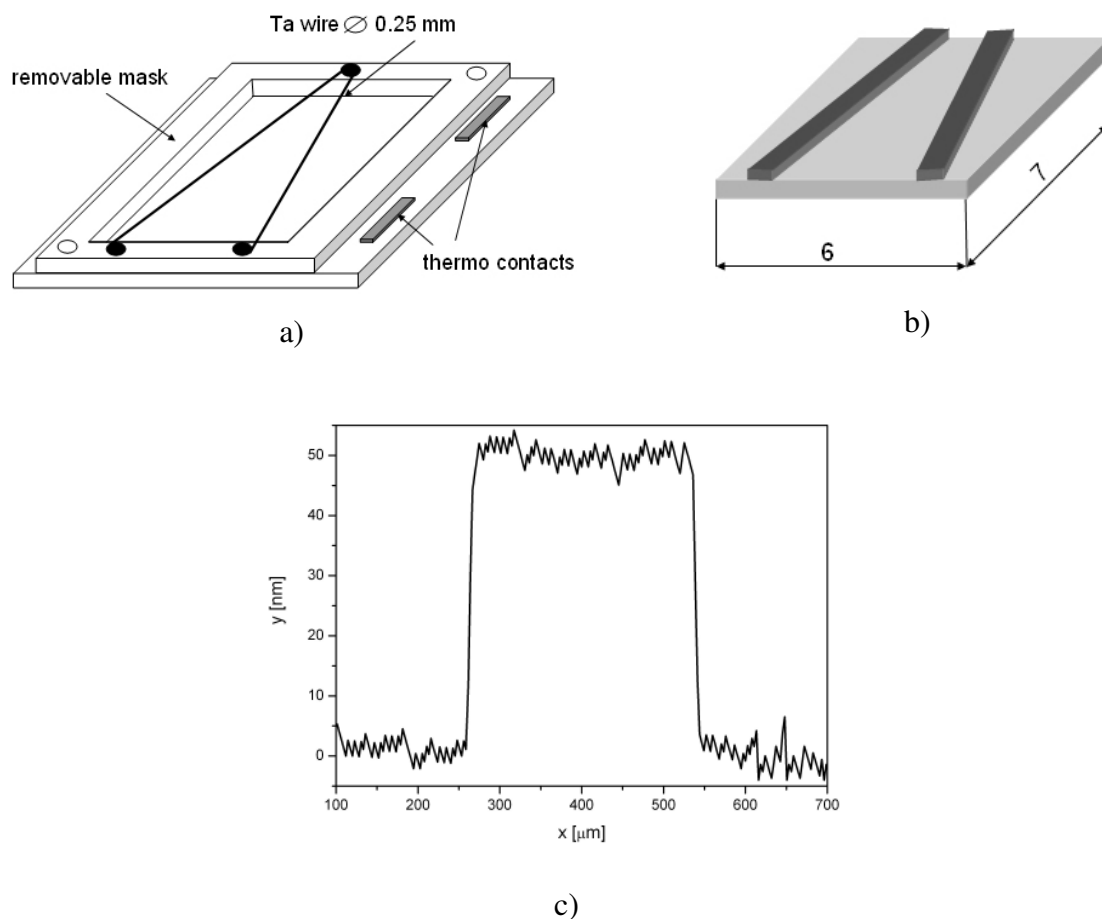 Ta wire ∅ 0.25 mm
removable mask
thermo contacts
a)
6
7
b)
50
40
30
20
10
0
y [nm]
100 200 300 400 500 600 700
x [μm]
c)